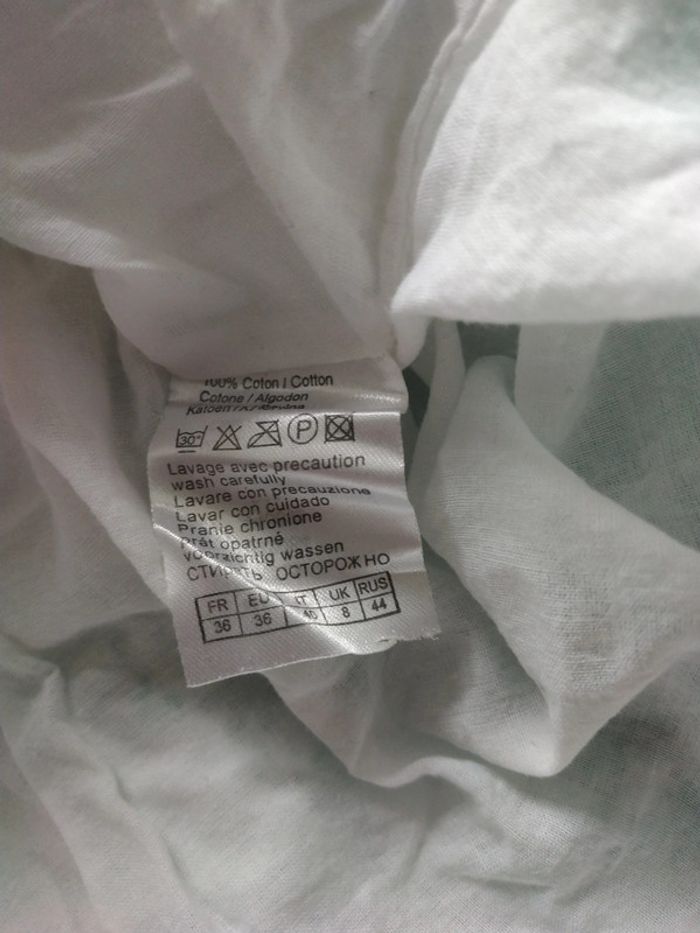 100% Coton / Cotton
Cotone / Algodon
Katoen /
30°
P
Lavage avec precaution
wash carefully
Lavare con precauzione
Lavar con cuidado
Pranie chronione
Prát opatrné
voorzichtig wassen
СТИРАТЬ ОСТОРОЖНО
FR EU IT UK RUS
36 36 40 8 44